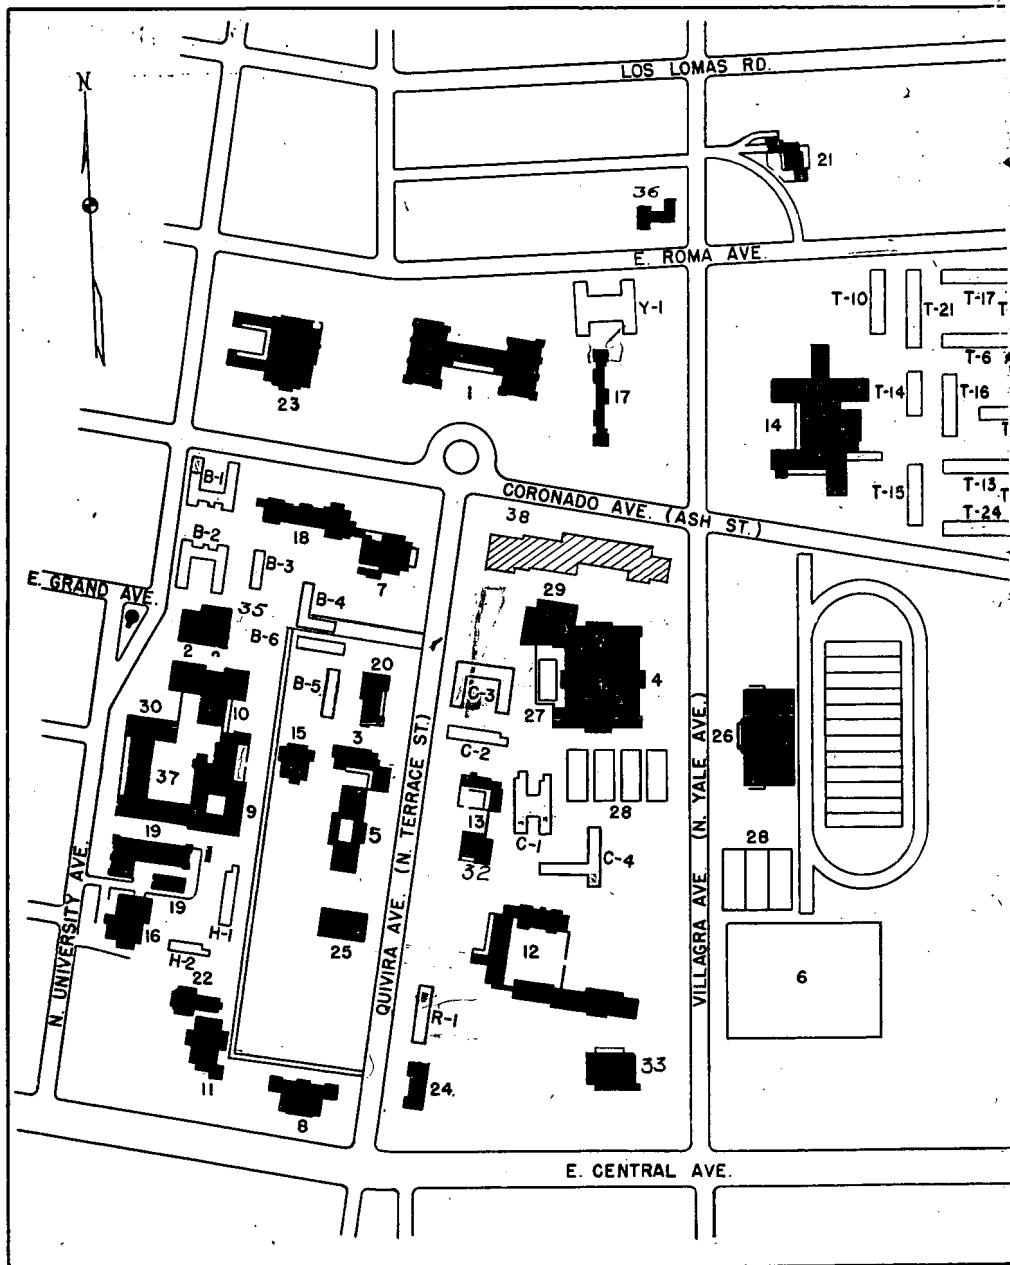 N
LOS LOMAS RD.
21
36
E. ROMA AVE.
Y-1
T-10
T-21
T-17
T
T-6
23
1
17
14
T-14
T-16
T
T-15
T-13
T
T-24
CORONADO AVE. (ASH ST.)
B-1
18
38
B-2
B-3
7
E. GRAND AVE.
35
B-4
29
B-6
2
20
B-5
C-3
27
4
30
10
15
3
C-2
26
37
9
5
13
C-1
28
28
19
32
C-4
19
16
H-1
25
12
H-2
22
6
N. UNIVERSITY AVE.
QUIVIRA AVE. (N. TERRACE ST.)
VILLAGRA AVE. (N. YALE AVE.)
R-1
11
24.
33
8
E. CENTRAL AVE.